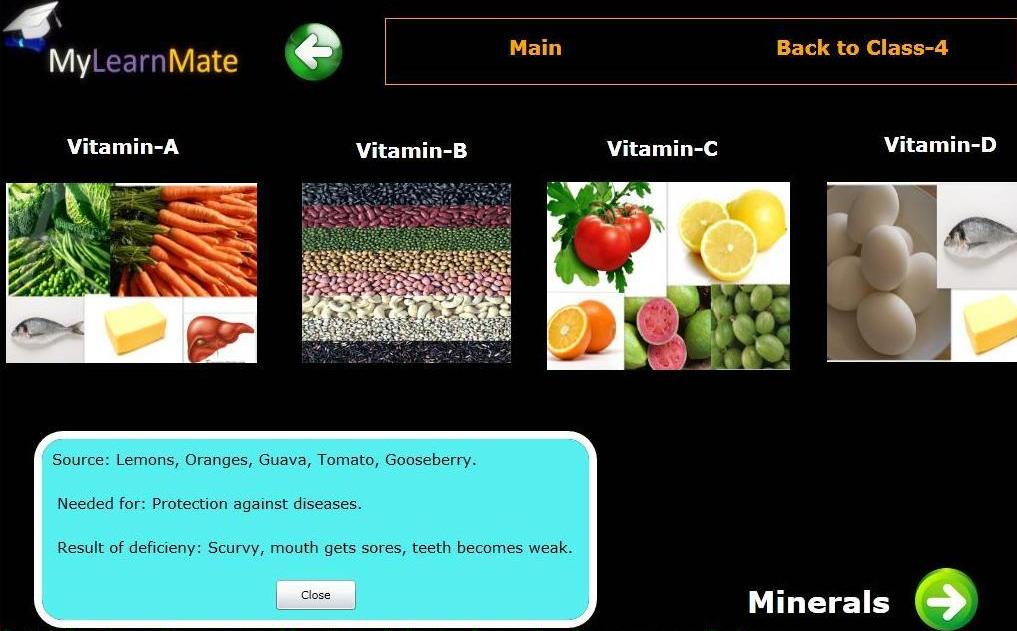 MyLearnMate
Main
Back to Class-4
Vitamin-A
Vitamin-B
Vitamin-C
Vitamin-D
Source: Lemons, Oranges, Guava, Tomato, Gooseberry.
Needed for: Protection against diseases.
Result of deficieny: Scurvy, mouth gets sores, teeth becomes weak.
Close
Minerals